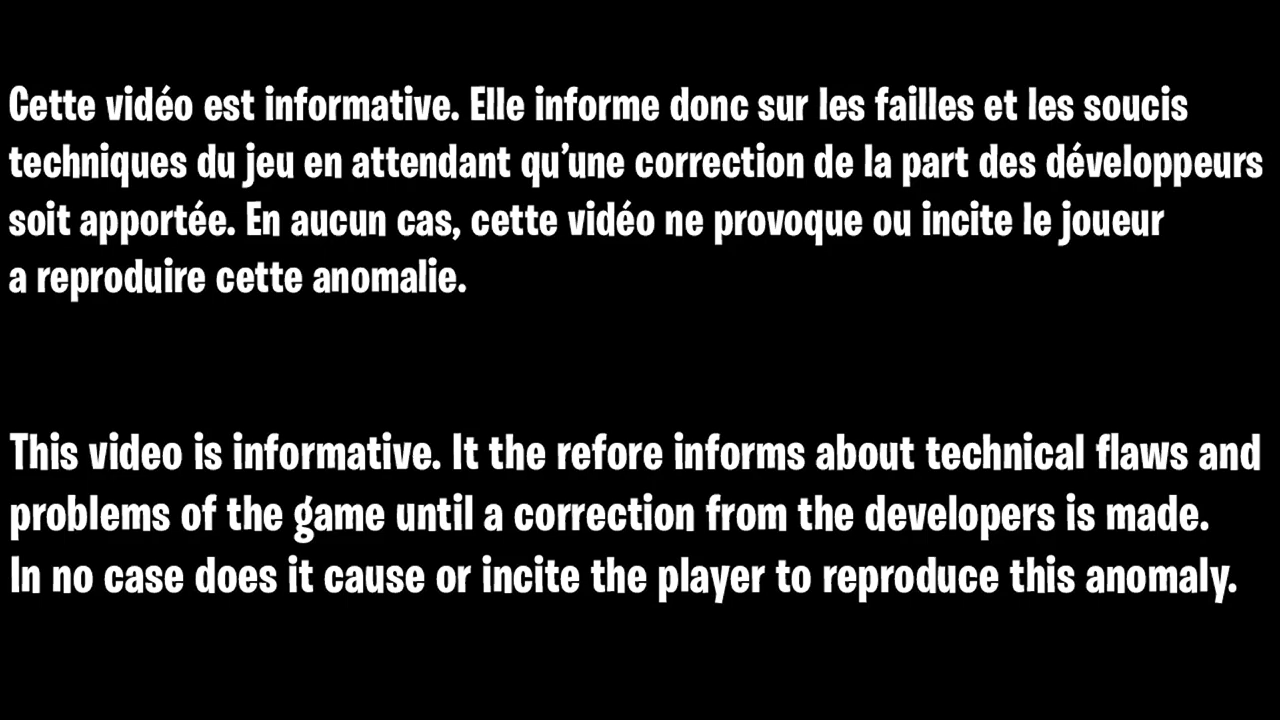 Cette vidéo est informative. Elle informe donc sur les failles et les soucis
techniques du jeu en attendant qu’une correction de la part des développeurs
soit apportée. En aucun cas, cette vidéo ne provoque ou incite le joueur
a reproduire cette anomalie.
This video is informative. It the refore informs about technical flaws and
problems of the game until a correction from the developers is made.
In no case does it cause or incite the player to reproduce this anomaly.